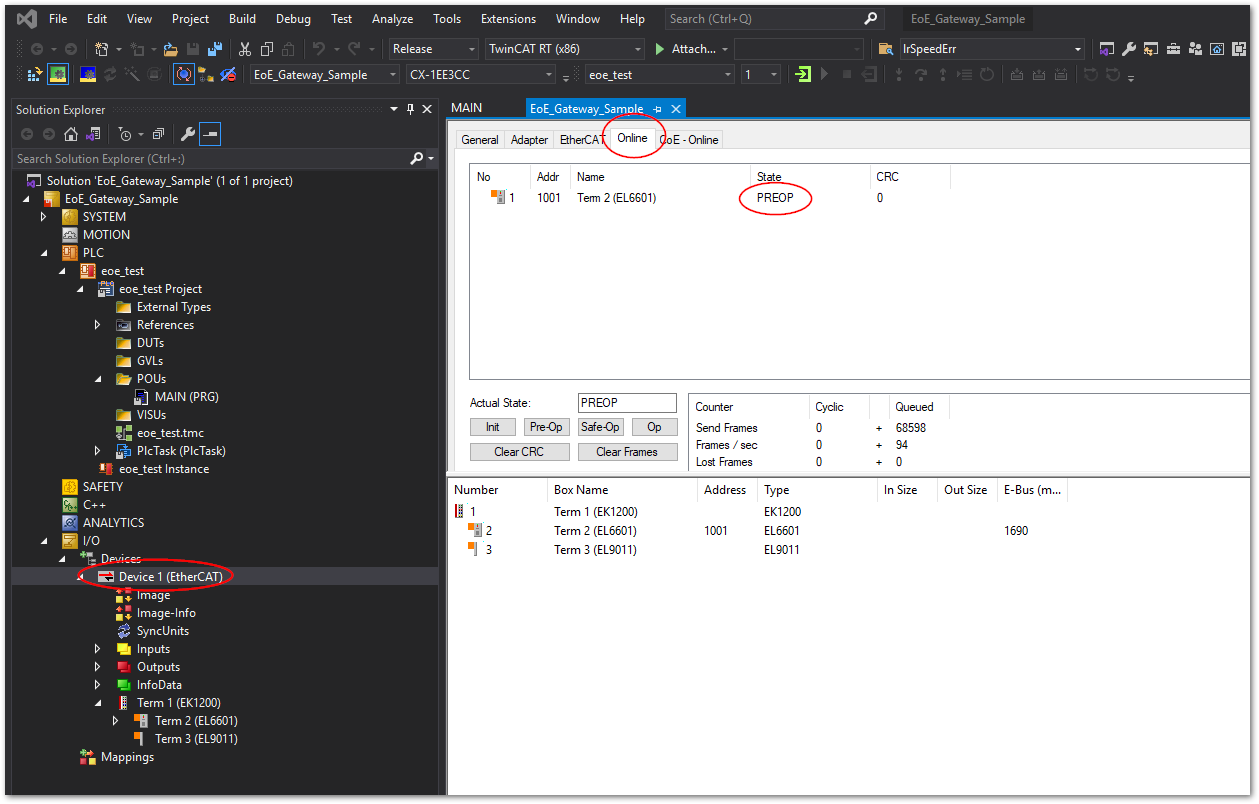 File Edit View Project Build Debug Test Analyze Tools Extensions Window Help Search (Ctrl+Q) EoE_Gateway_Sample
Release TwinCAT RT (x86) Attach... IrSpeedErr
EoE_Gateway_Sample CX-1EE3CC eoe_test 1
Solution Explorer
Search Solution Explorer (Ctrl+:)
Solution 'EoE_Gateway_Sample' (1 of 1 project)
EoE_Gateway_Sample
SYSTEM
MOTION
PLC
eoe_test
eoe_test Project
External Types
References
DUTs
GVLs
POUs
MAIN (PRG)
VISUs
eoe_test.tmc
PlcTask (PlcTask)
eoe_test Instance
SAFETY
C++
ANALYTICS
I/O
Devices
Device 1 (EtherCAT)
Image
Image-Info
SyncUnits
Inputs
Outputs
InfoData
Term 1 (EK1200)
Term 2 (EL6601)
Term 3 (EL9011)
Mappings
MAIN EoE_Gateway_Sample
General Adapter EtherCAT Online CoE - Online
No Addr Name State CRC
1 1001 Term 2 (EL6601) PREOP 0
Actual State: PREOP
Init Pre-Op Safe-Op Op
Clear CRC Clear Frames
Counter Cyclic Queued
Send Frames 0 + 68598
Frames / sec 0 + 94
Lost Frames 0 + 0
Number Box Name Address Type In Size Out Size E-Bus (m...
1 Term 1 (EK1200) EK1200
2 Term 2 (EL6601) 1001 EL6601 1690
3 Term 3 (EL9011) EL9011